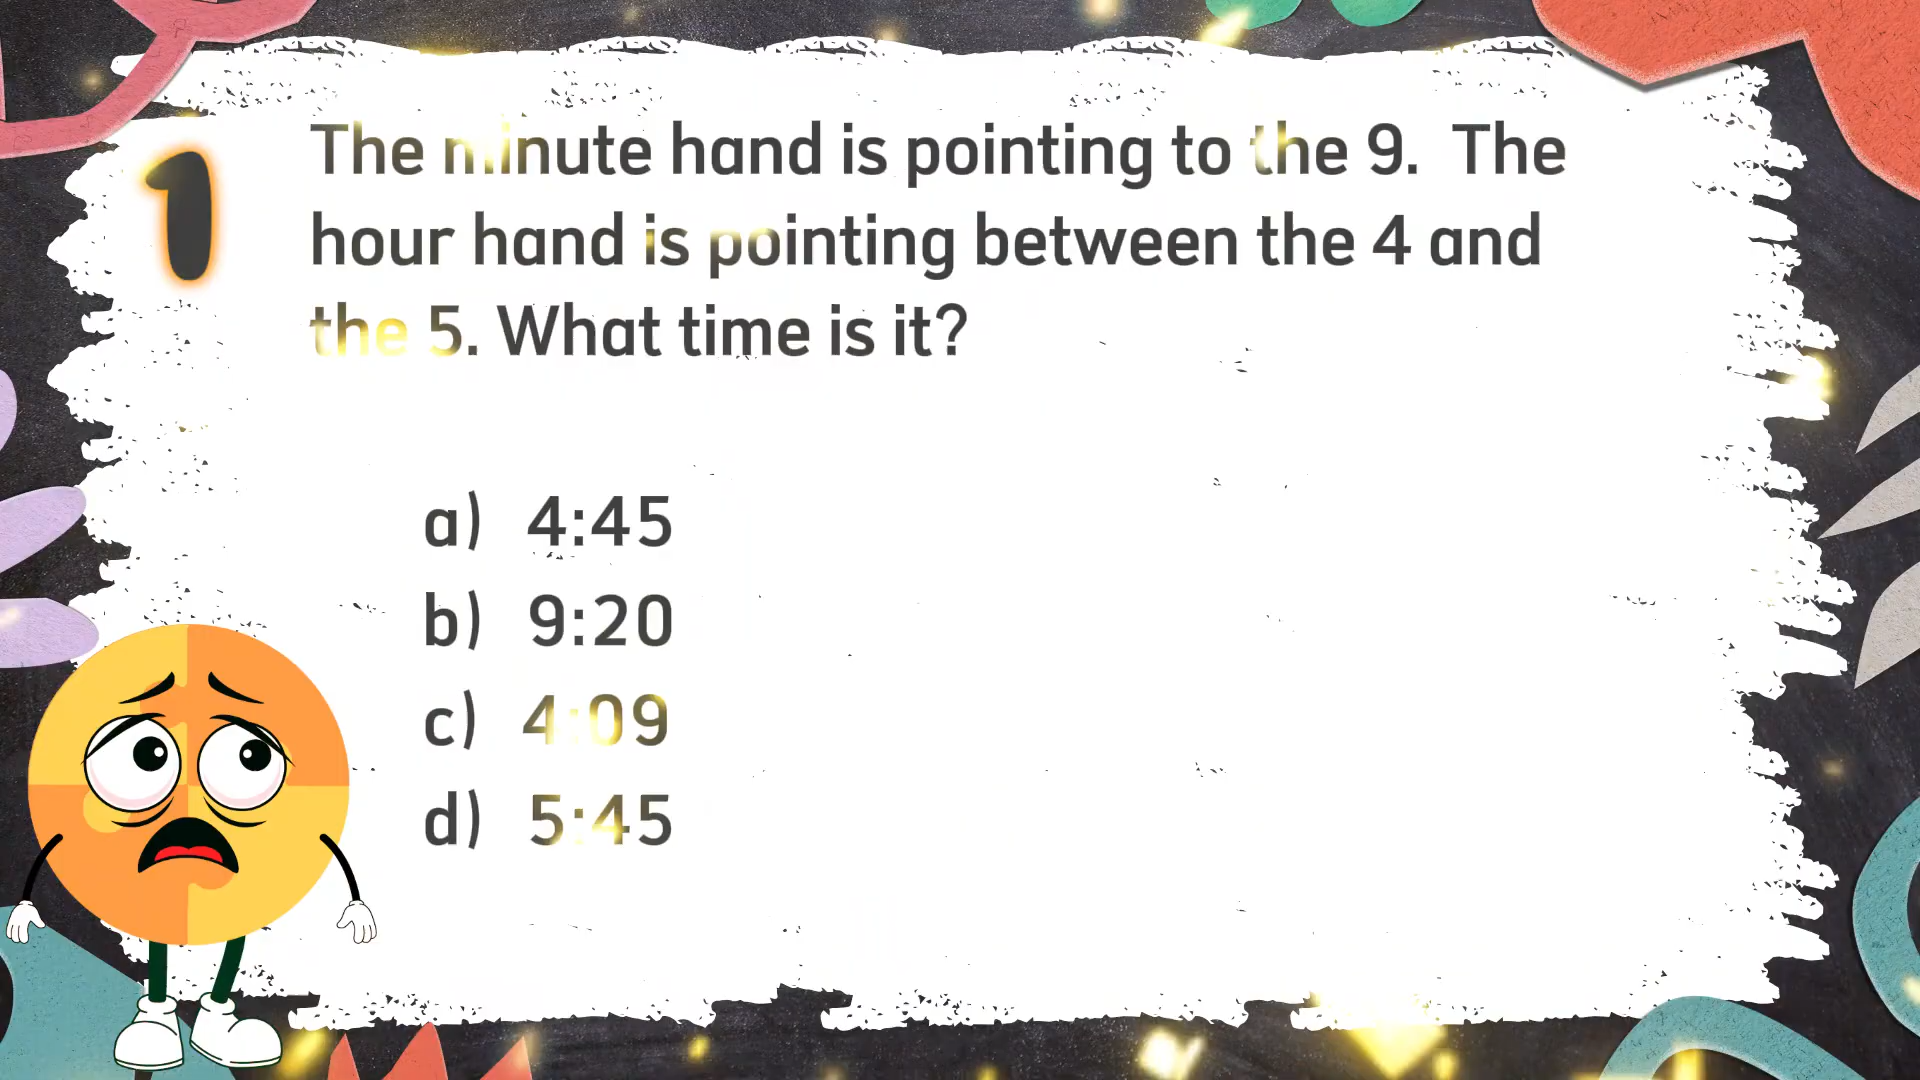 1
The minute hand is pointing to the 9. The
hour hand is pointing between the 4 and
the 5. What time is it?
a) 4:45
b) 9:20
c) 4:09
d) 5:45